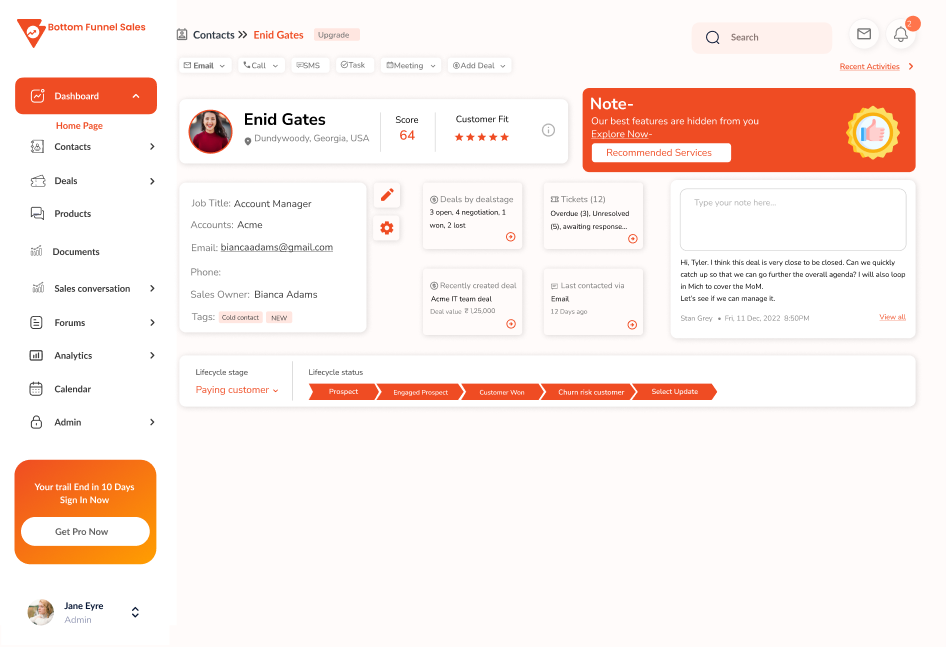 Bottom Funnel Sales
Dashboard
Home Page
Contacts
Deals
Products
Documents
Sales conversation
Forums
Analytics
Calendar
Admin
Your trail End in 10 Days
Sign In Now
Get Pro Now
Jane Eyre
Admin
Contacts
Enid Gates
Upgrade
Search
2
Email
Call
SMS
Task
Meeting
Add Deal
Recent Activities
Enid Gates
Dundywoody, Georgia, USA
Score
64
Customer Fit
Note-
Our best features are hidden from you
Explore Now-
Recommended Services
Job Title: Account Manager
Accounts: Acme
Email: biancaadams@gmail.com
Phone:
Sales Owner: Bianca Adams
Tags: Cold contact NEW
Deals by dealstage
3 open, 4 negotiation, 1
won, 2 lost
Tickets (12)
Overdue (3), Unresolved
(5), awaiting response...
Recently created deal
Acme IT team deal
Deal value ₹ 1,25,000
Last contacted via
Email
12 Days ago
Type your note here...
Hi, Tyler. I think this deal is very close to be closed. Can we quickly
catch up so that we can go further the overall agenda? I will also loop
in Mich to cover the MoM.
Let's see if we can manage it.
Stan Grey • Fri, 11 Dec, 2022 8:50PM
View all
Lifecycle stage
Paying customer
Lifecycle status
Prospect
Engaged Prospect
Customer Won
Churn risk customer
Select Update